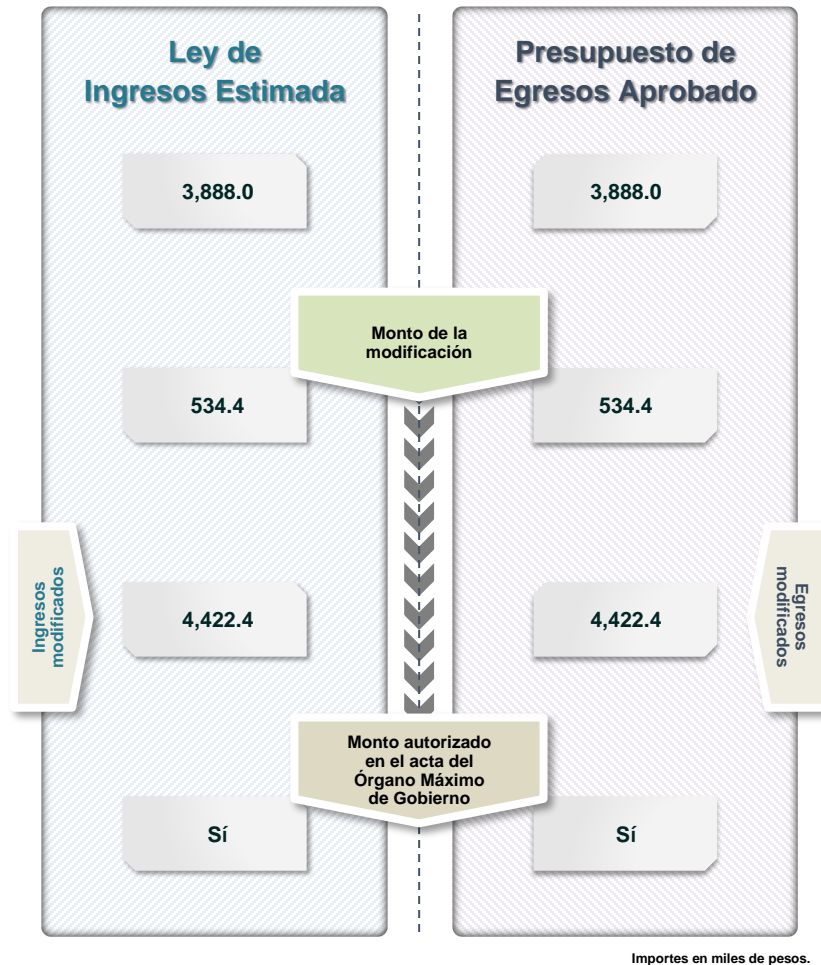 Ley de
Ingresos Estimada
Presupuesto de
Egresos Aprobado
3,888.0
3,888.0
Monto de la
modificación
534.4
534.4
Ingresos
modificados
4,422.4
4,422.4
Egresos
modificados
Monto autorizado
en el acta del
Órgano Máximo
de Gobierno
Sí
Sí
Importes en miles de pesos.